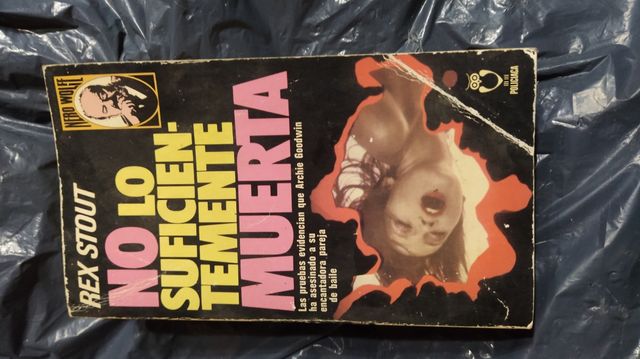 NERO WOLFE
REX STOUT
NO LO
SUFICIEN-
TEMENTE
MUERTA
Las pruebas evidencian que Archie Goodwin
ha asesinado a su
encantadora pareja
de baile
POLICIACA